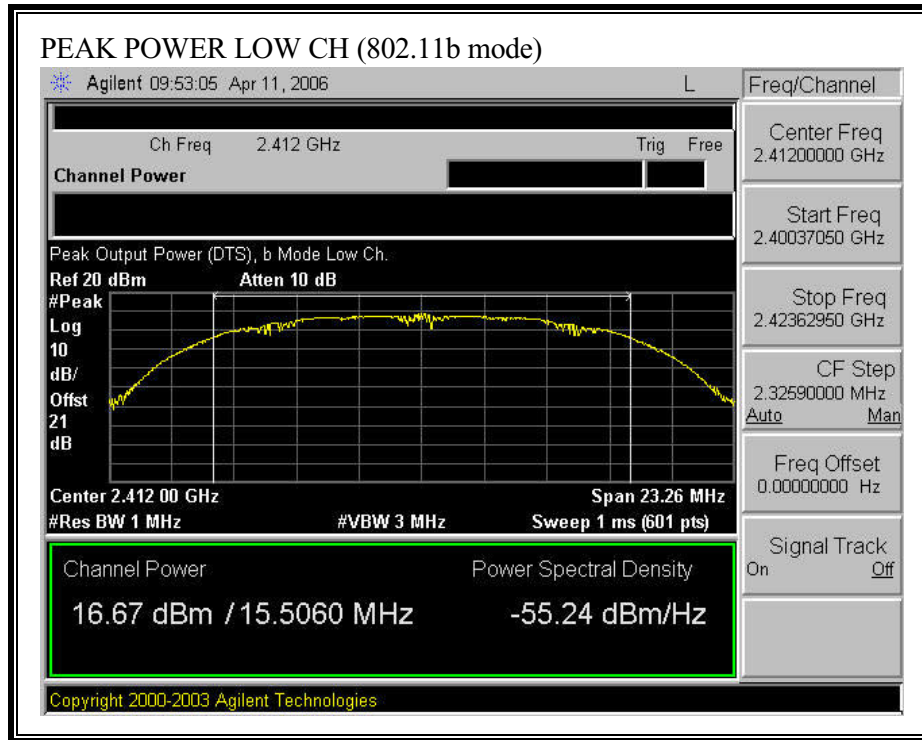 PEAK POWER LOW CH (802.11b mode)
Agilent 09:53:05 Apr 11, 2006 L
Freq/Channel
Ch Freq 2.412 GHz Trig Free
Channel Power
Center Freq
2.41200000 GHz
Start Freq
2.40037050 GHz
Stop Freq
2.42362950 GHz
CF Step
2.32590000 MHz
Auto Man
Freq Offset
0.00000000 Hz
Signal Track
On Off
Peak Output Power (DTS), b Mode Low Ch.
Ref 20 dBm Atten 10 dB
#Peak
Log
10
dB/
Offst
21
dB
Center 2.412 00 GHz Span 23.26 MHz
#Res BW 1 MHz #VBW 3 MHz Sweep 1 ms (601 pts)
Channel Power Power Spectral Density
16.67 dBm / 15.5060 MHz -55.24 dBm/Hz
Copyright 2000-2003 Agilent Technologies